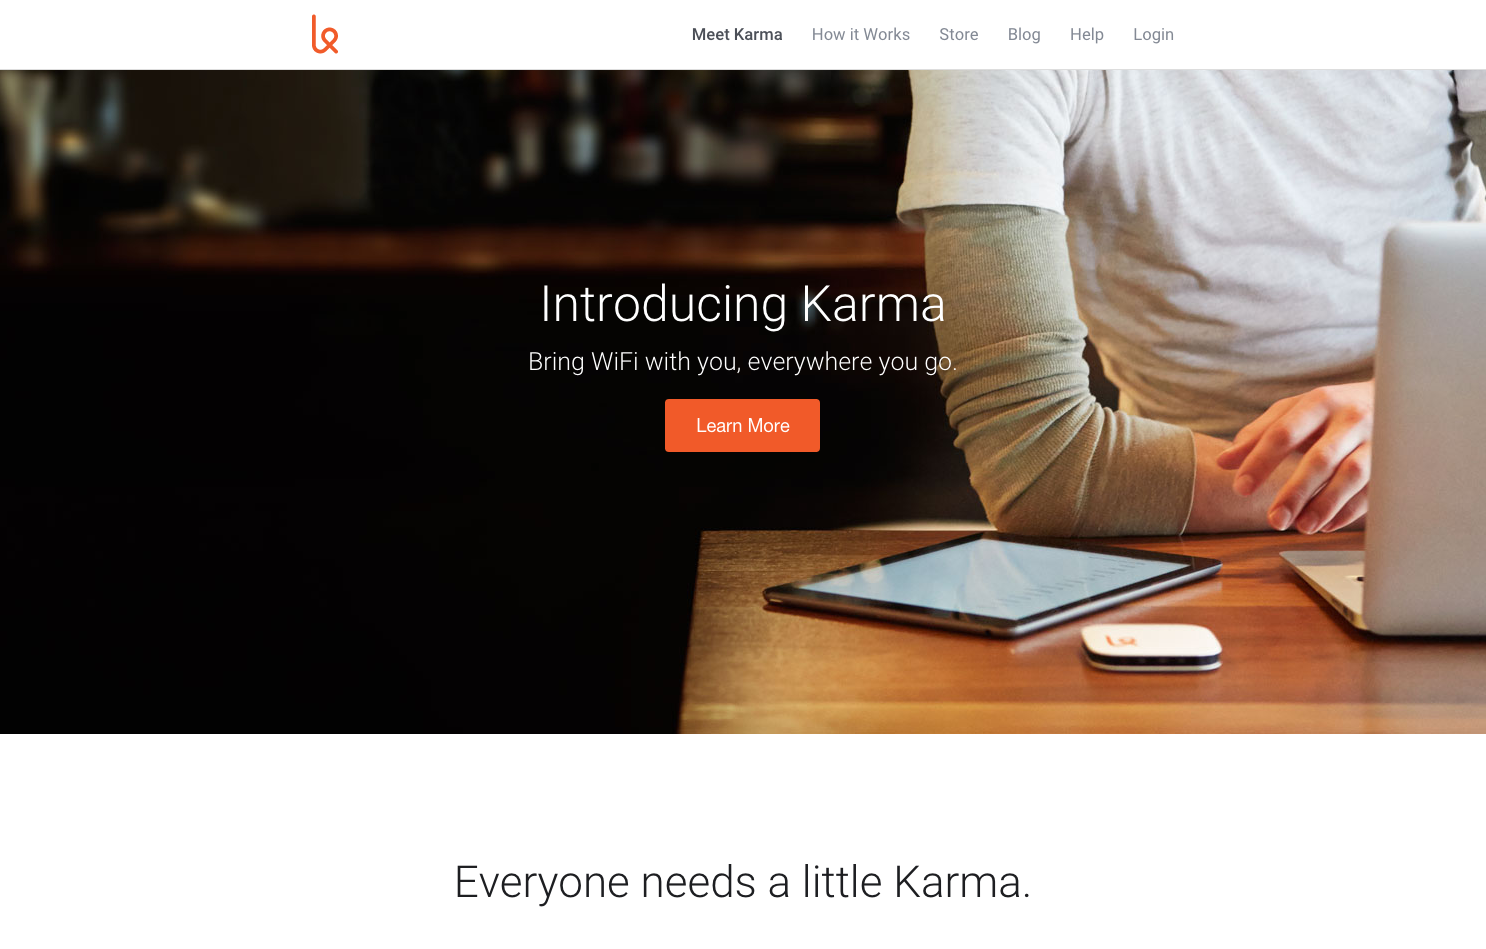 Meet Karma
How it Works
Store
Blog
Help
Login
Introducing Karma
Bring WiFi with you, everywhere you go.
Learn More
Everyone needs a little Karma.